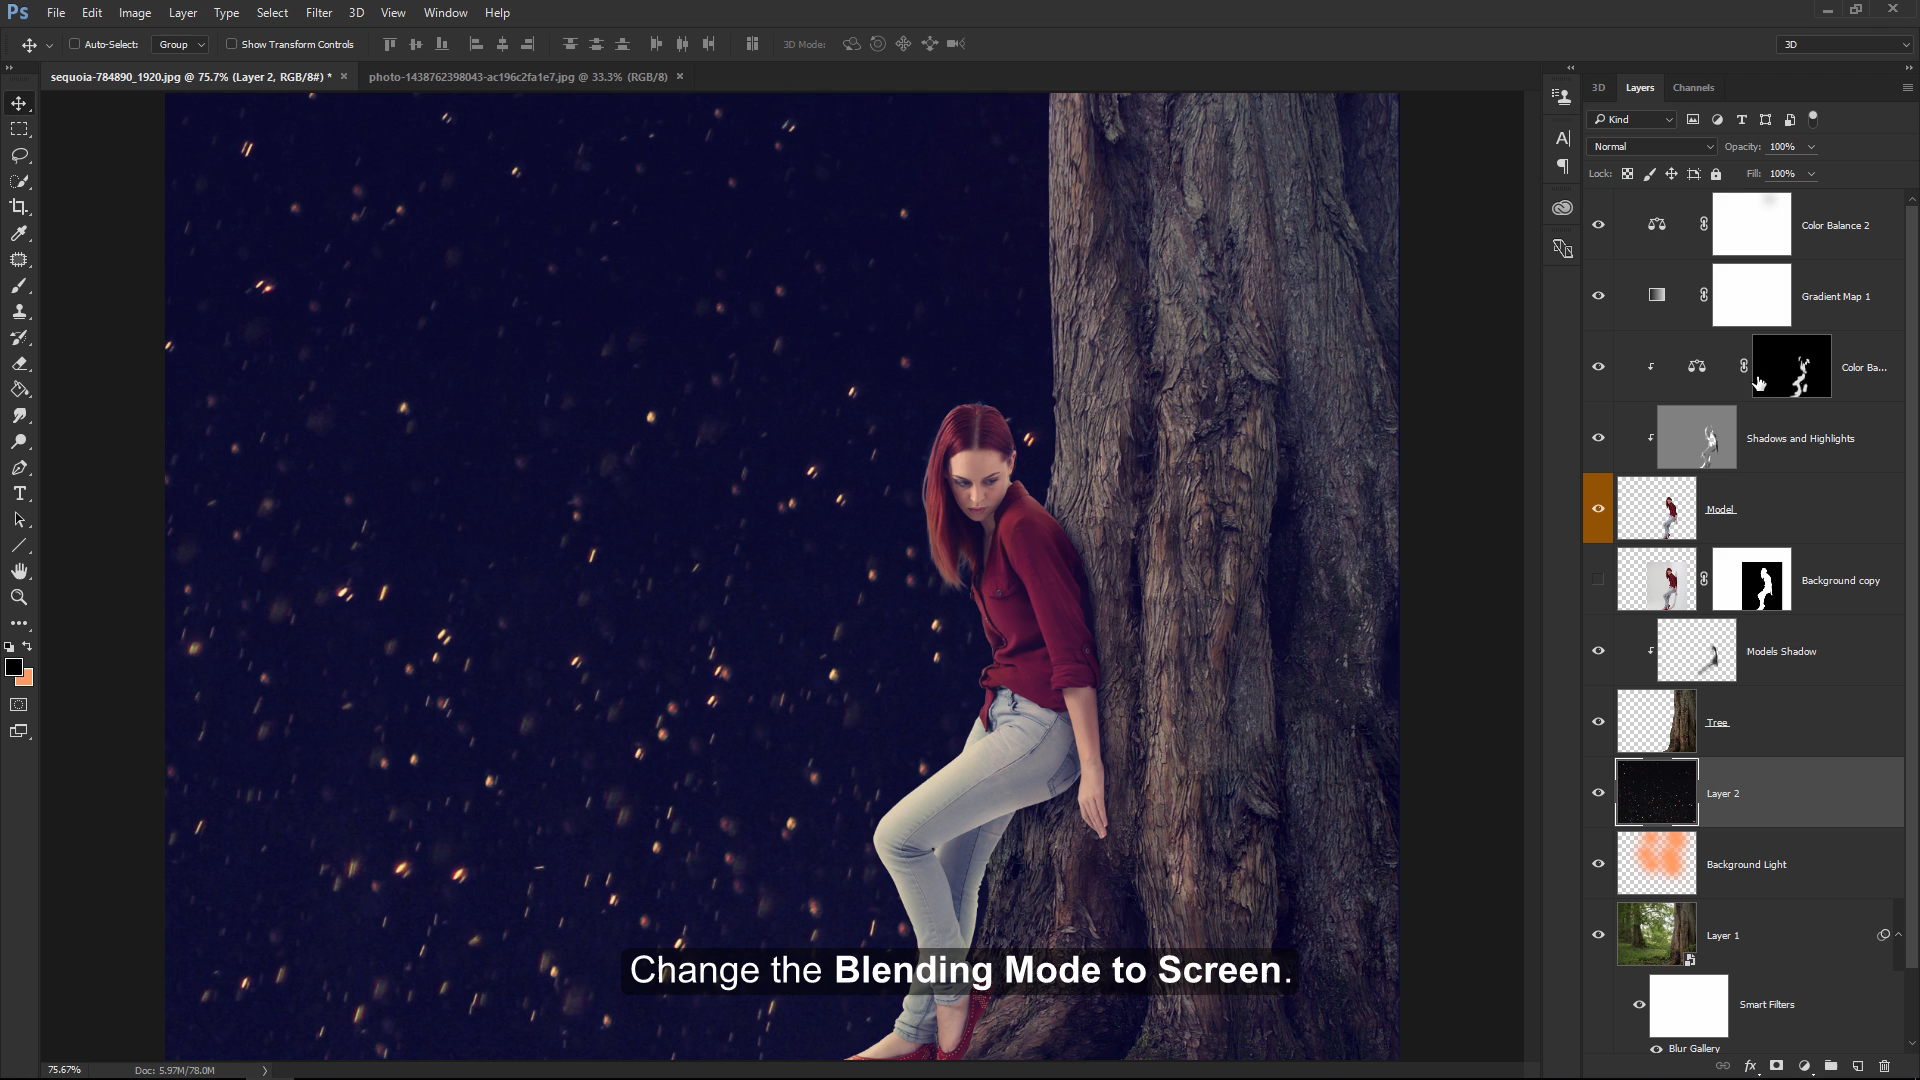 Ps File Edit Image Layer Type Select Filter 3D View Window Help
Auto-Select: Group Show Transform Controls 3D Mode: 3D
sequoia-784890_1920.jpg @ 75.7% (Layer 2, RGB/8#) * × photo-1438762398043-ac196c2fa1e7.jpg @ 33.3% (RGB/8) ×
3D Layers Channels
Kind
Normal Opacity: 100%
Lock: Fill: 100%
Color Balance 2
Gradient Map 1
Color Ba...
Shadows and Highlights
Model
Background copy
Models Shadow
Tree
Layer 2
Background Light
Layer 1
Change the Blending Mode to Screen.
Smart Filters
Blur Gallery
75.67% Doc: 5.97M/78.0M